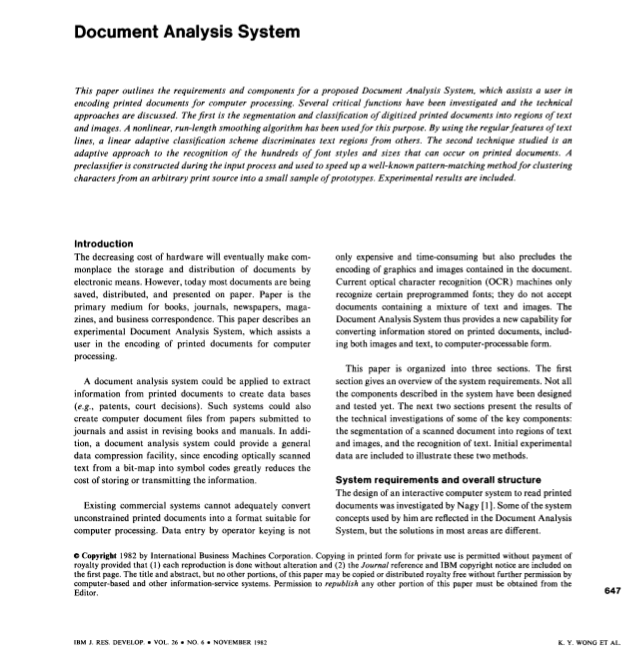 Document Analysis System
This paper outlines the requirements and components for a proposed Document Analysis System, which assists a user in
encoding printed documents for computer processing. Several critical functions have been investigated and the technical
approaches are discussed. The first is the segmentation and classification of digitized printed documents into regions of text
and images. A nonlinear, run-length smoothing algorithm has been used for this purpose. By using the regular features of text
lines, a linear adaptive classification scheme discriminates text regions from others. The second technique studied is an
adaptive approach to the recognition of the hundreds of font styles and sizes that can occur on printed documents. A
preclassifier is constructed during the input process and used to speed up a well-known pattern-matching method for clustering
characters from an arbitrary print source into a small sample of prototypes. Experimental results are included.
Introduction
The decreasing cost of hardware will eventually make com-
monplace the storage and distribution of documents by
electronic means. However, today most documents are being
saved, distributed, and presented on paper. Paper is the
primary medium for books, journals, newspapers, maga-
zines, and business correspondence. This paper describes an
experimental Document Analysis System, which assists a
user in the encoding of printed documents for computer
processing.
A document analysis system could be applied to extract
information from printed documents to create data bases
(e.g., patents, court decisions). Such systems could also
create computer document files from papers submitted to
journals and assist in revising books and manuals. In addi-
tion, a document analysis system could provide a general
data compression facility, since encoding optically scanned
text from a bit-map into symbol codes greatly reduces the
cost of storing or transmitting the information.
Existing commercial systems cannot adequately convert
unconstrained printed documents into a format suitable for
computer processing. Data entry by operator keying is not
only expensive and time-consuming but also precludes the
encoding of graphics and images contained in the document.
Current optical character recognition (OCR) machines only
recognize certain preprogrammed fonts; they do not accept
documents containing a mixture of text and images. The
Document Analysis System thus provides a new capability for
converting information stored on printed documents, includ-
ing both images and text, to computer-processable form.
This paper is organized into three sections. The first
section gives an overview of the system requirements. Not all
the components described in the system have been designed
and tested yet. The next two sections present the results of
the technical investigations of some of the key components:
the segmentation of a scanned document into regions of text
and images, and the recognition of text. Initial experimental
data are included to illustrate these two methods.
System requirements and overall structure
The design of an interactive computer system to read printed
documents was investigated by Nagy [1]. Some of the system
concepts used by him are reflected in the Document Analysis
System, but the solutions in most areas are different.
© Copyright 1982 by International Business Machines Corporation. Copying in printed form for private use is permitted without payment of
royalty provided that (1) each reproduction is done without alteration and (2) the Journal reference and IBM copyright notice are included on
the first page. The title and abstract, but no other portions, of this paper may be copied or distributed royalty free without further permission by
computer-based and other information-service systems. Permission to republish any other portion of this paper must be obtained from the
Editor.
647
IBM J. RES. DEVELOP. • VOL. 26 • NO. 6 • NOVEMBER 1982
K. Y. WONG ET AL.